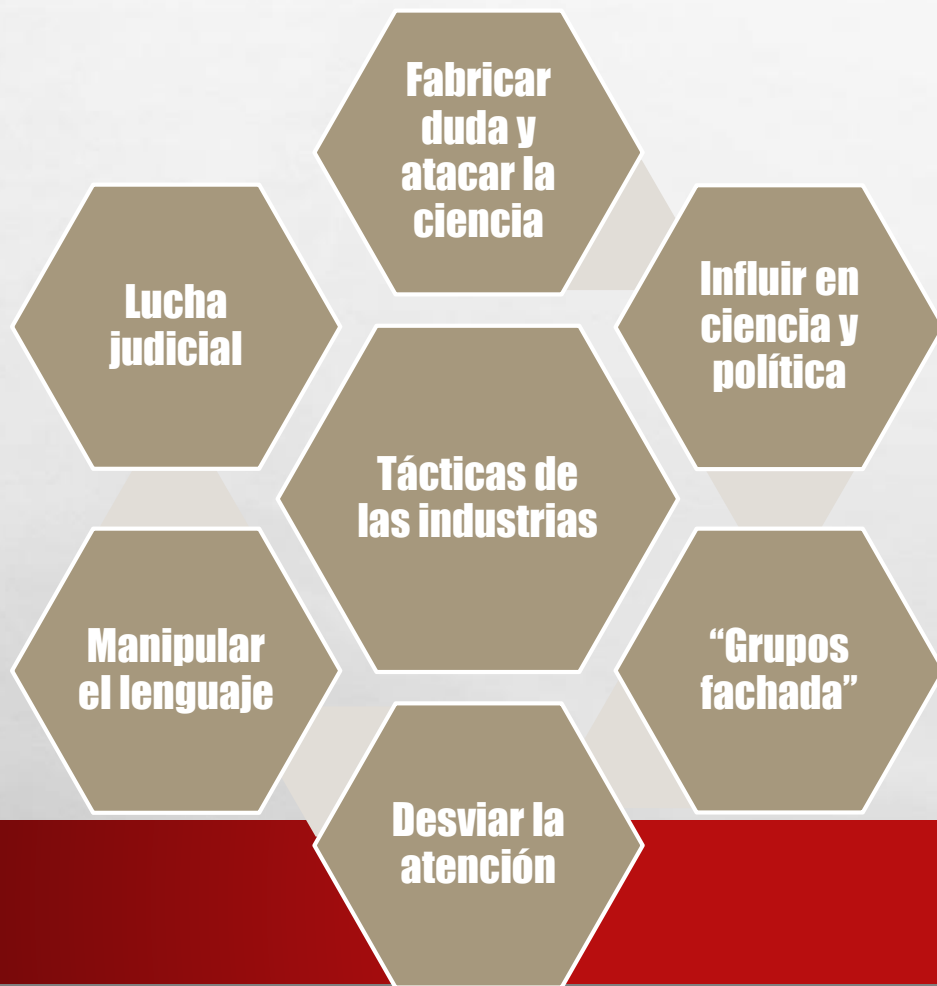 Fabricar
duda y
atacar la
ciencia
Influir en
ciencia y
política
“Grupos
fachada”
Desviar la
atención
Manipular
el lenguaje
Lucha
judicial
Tácticas de
las industrias